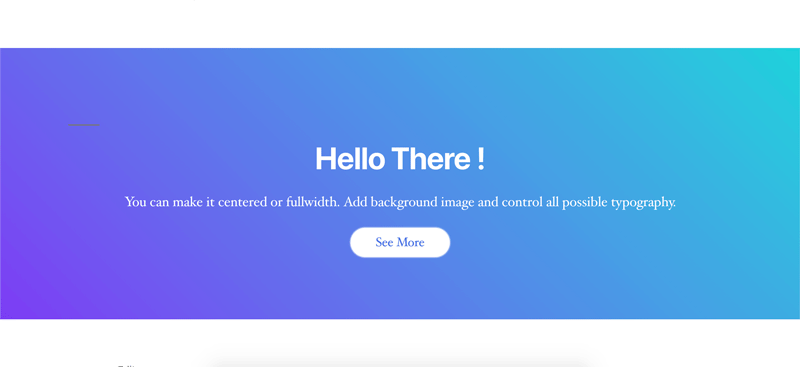 Hello There !
You can make it centered or fullwidth. Add background image and control all possible typography.
See More